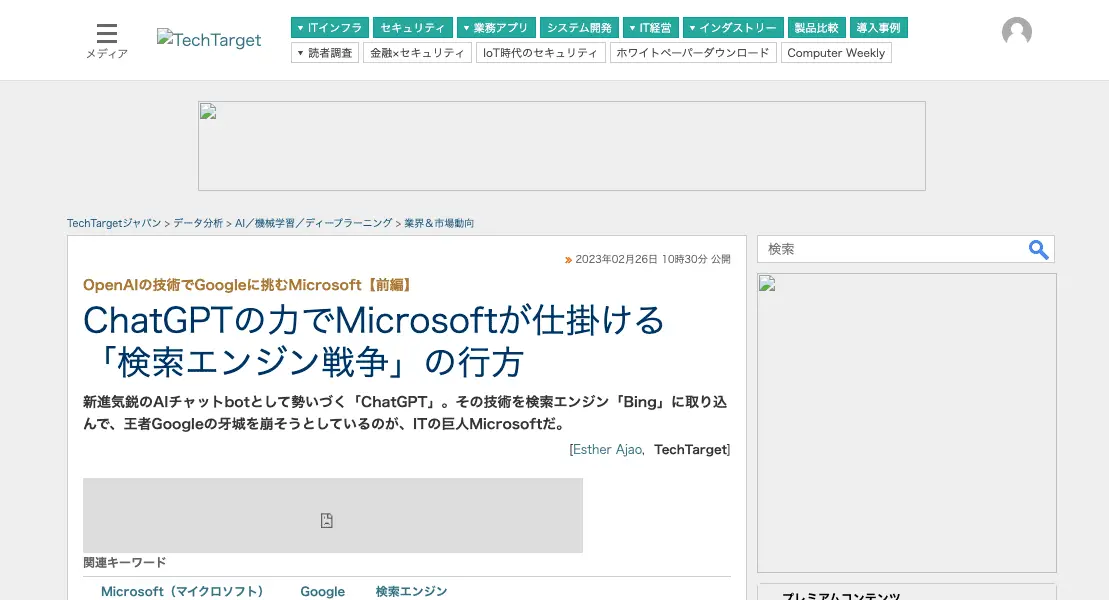 メディア
TechTarget
▼ ITインフラ
セキュリティ
▼ 業務アプリ
システム開発
▼ IT経営
▼ インダストリー
製品比較
導入事例
▼ 読者調査
金融×セキュリティ
IoT時代のセキュリティ
ホワイトペーパーダウンロード
Computer Weekly
TechTargetジャパン > データ分析 > AI／機械学習／ディープラーニング > 業界＆市場動向
» 2023年02月26日 10時30分 公開
検索
OpenAIの技術でGoogleに挑むMicrosoft【前編】
ChatGPTの力でMicrosoftが仕掛ける
「検索エンジン戦争」の行方
新進気鋭のAIチャットbotとして勢いづく「ChatGPT」。その技術を検索エンジン「Bing」に取り込
んで、王者Googleの牙城を崩そうとしているのが、ITの巨人Microsoftだ。
[Esther Ajao, TechTarget]
関連キーワード
Microsoft（マイクロソフト）
Google
検索エンジン
プレミアムコンテンツ